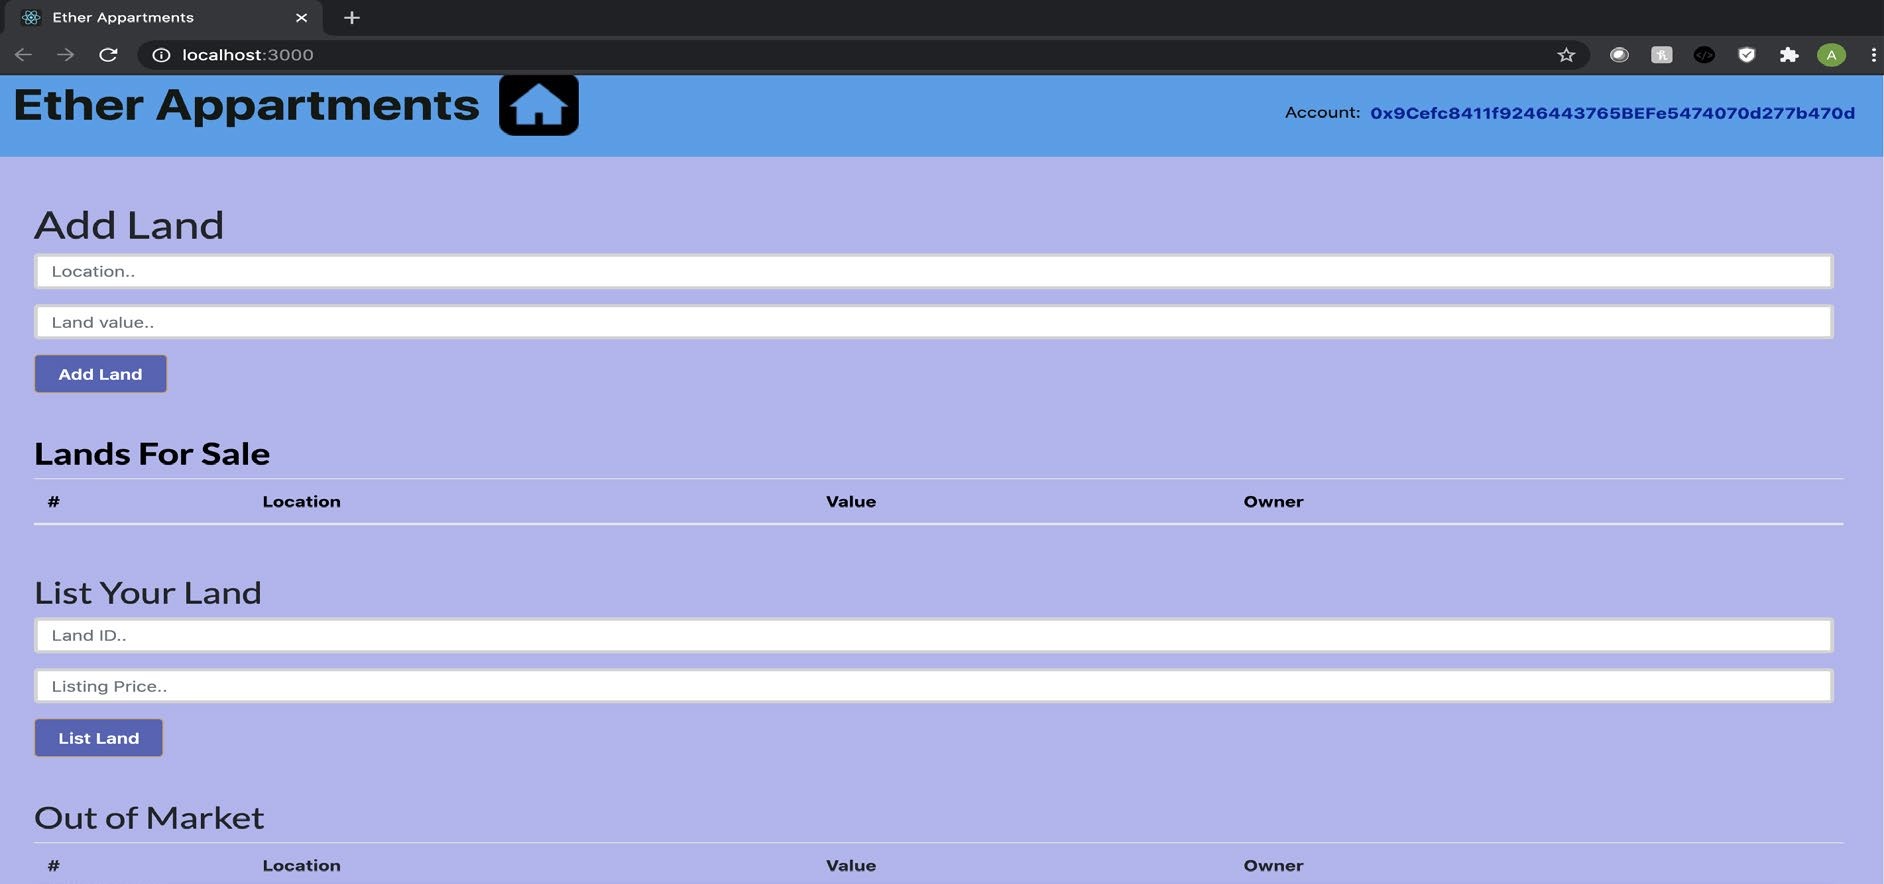 Ether Appartments
localhost:3000
A
Ether Appartments
Account: 0x9Cefc8411f9246443765BEFe5474070d277b470d
Add Land
Location..
Land value..
Add Land
Lands For Sale
# Location Value Owner
List Your Land
Land ID..
Listing Price..
List Land
Out of Market
# Location Value Owner